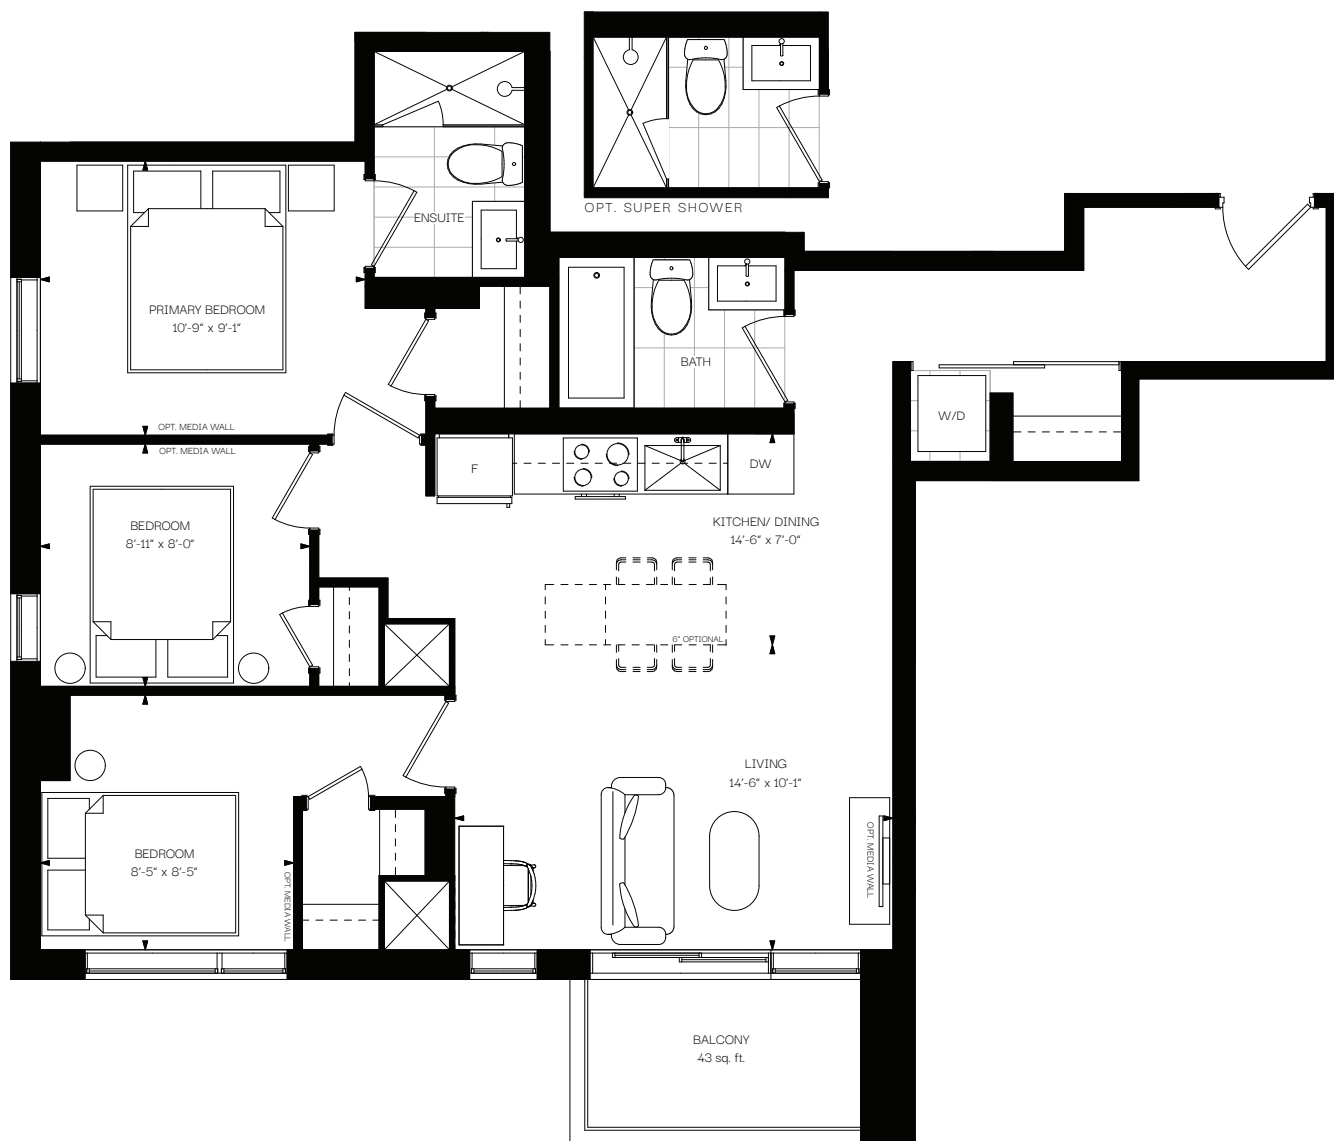 OPT. SUPER SHOWER
ENSUITE
PRIMARY BEDROOM
10'-9" x 9'-1"
BATH
OPT. MEDIA WALL
OPT. MEDIA WALL
W/D
F
DW
BEDROOM
8'-11" x 8'-0"
KITCHEN/ DINING
14'-6" x 7'-0"
6" OPTIONAL
LIVING
14'-6" x 10'-1"
OPT. MEDIA WALL
BEDROOM
8'-5" x 8'-5"
OPT. MEDIA WALL
BALCONY
43 sq. ft.